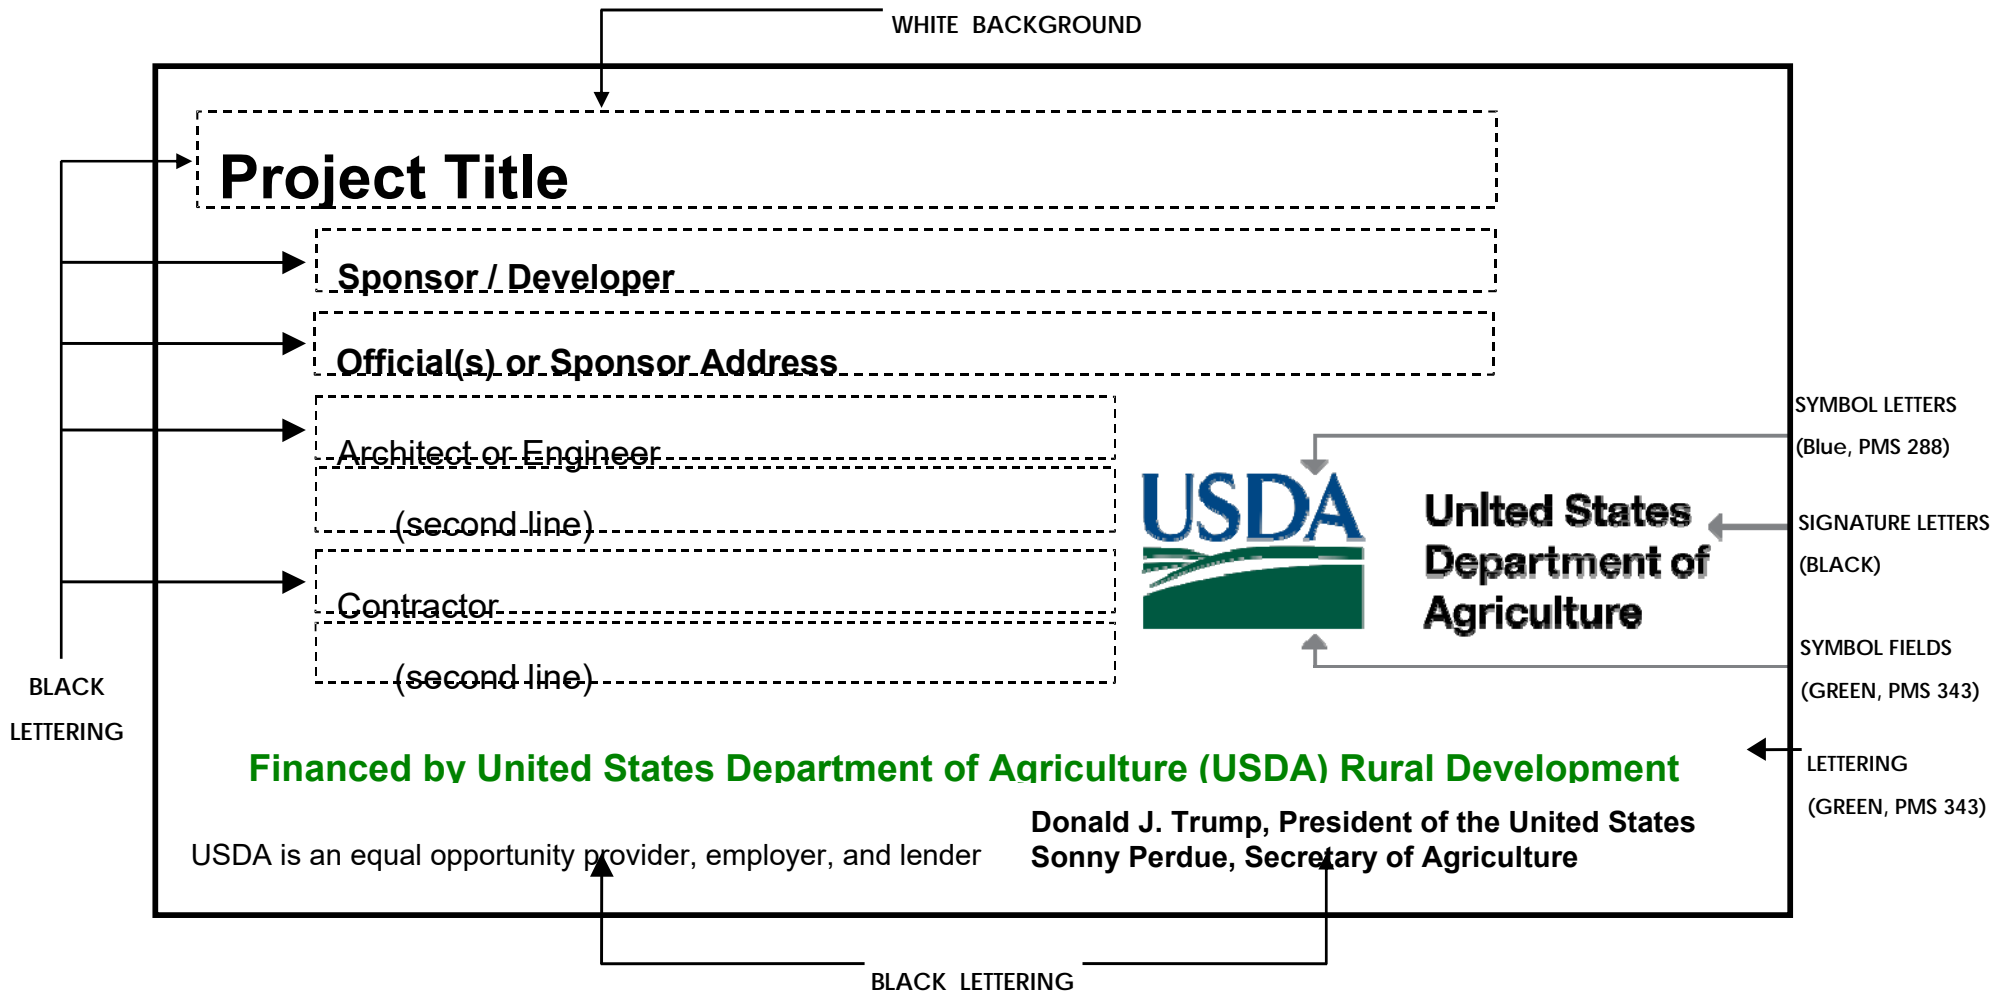 WHITE BACKGROUND
Project Title
Sponsor / Developer
Official(s) or Sponsor Address
Architect or Engineer
(second line)
Contractor
(second line)
BLACK
LETTERING
USDA
United States
Department of
Agriculture
SYMBOL LETTERS
(Blue, PMS 288)
SIGNATURE LETTERS
(BLACK)
SYMBOL FIELDS
(GREEN, PMS 343)
LETTERING
(GREEN, PMS 343)
Financed by United States Department of Agriculture (USDA) Rural Development
Donald J. Trump, President of the United States
Sonny Perdue, Secretary of Agriculture
USDA is an equal opportunity provider, employer, and lender
BLACK LETTERING